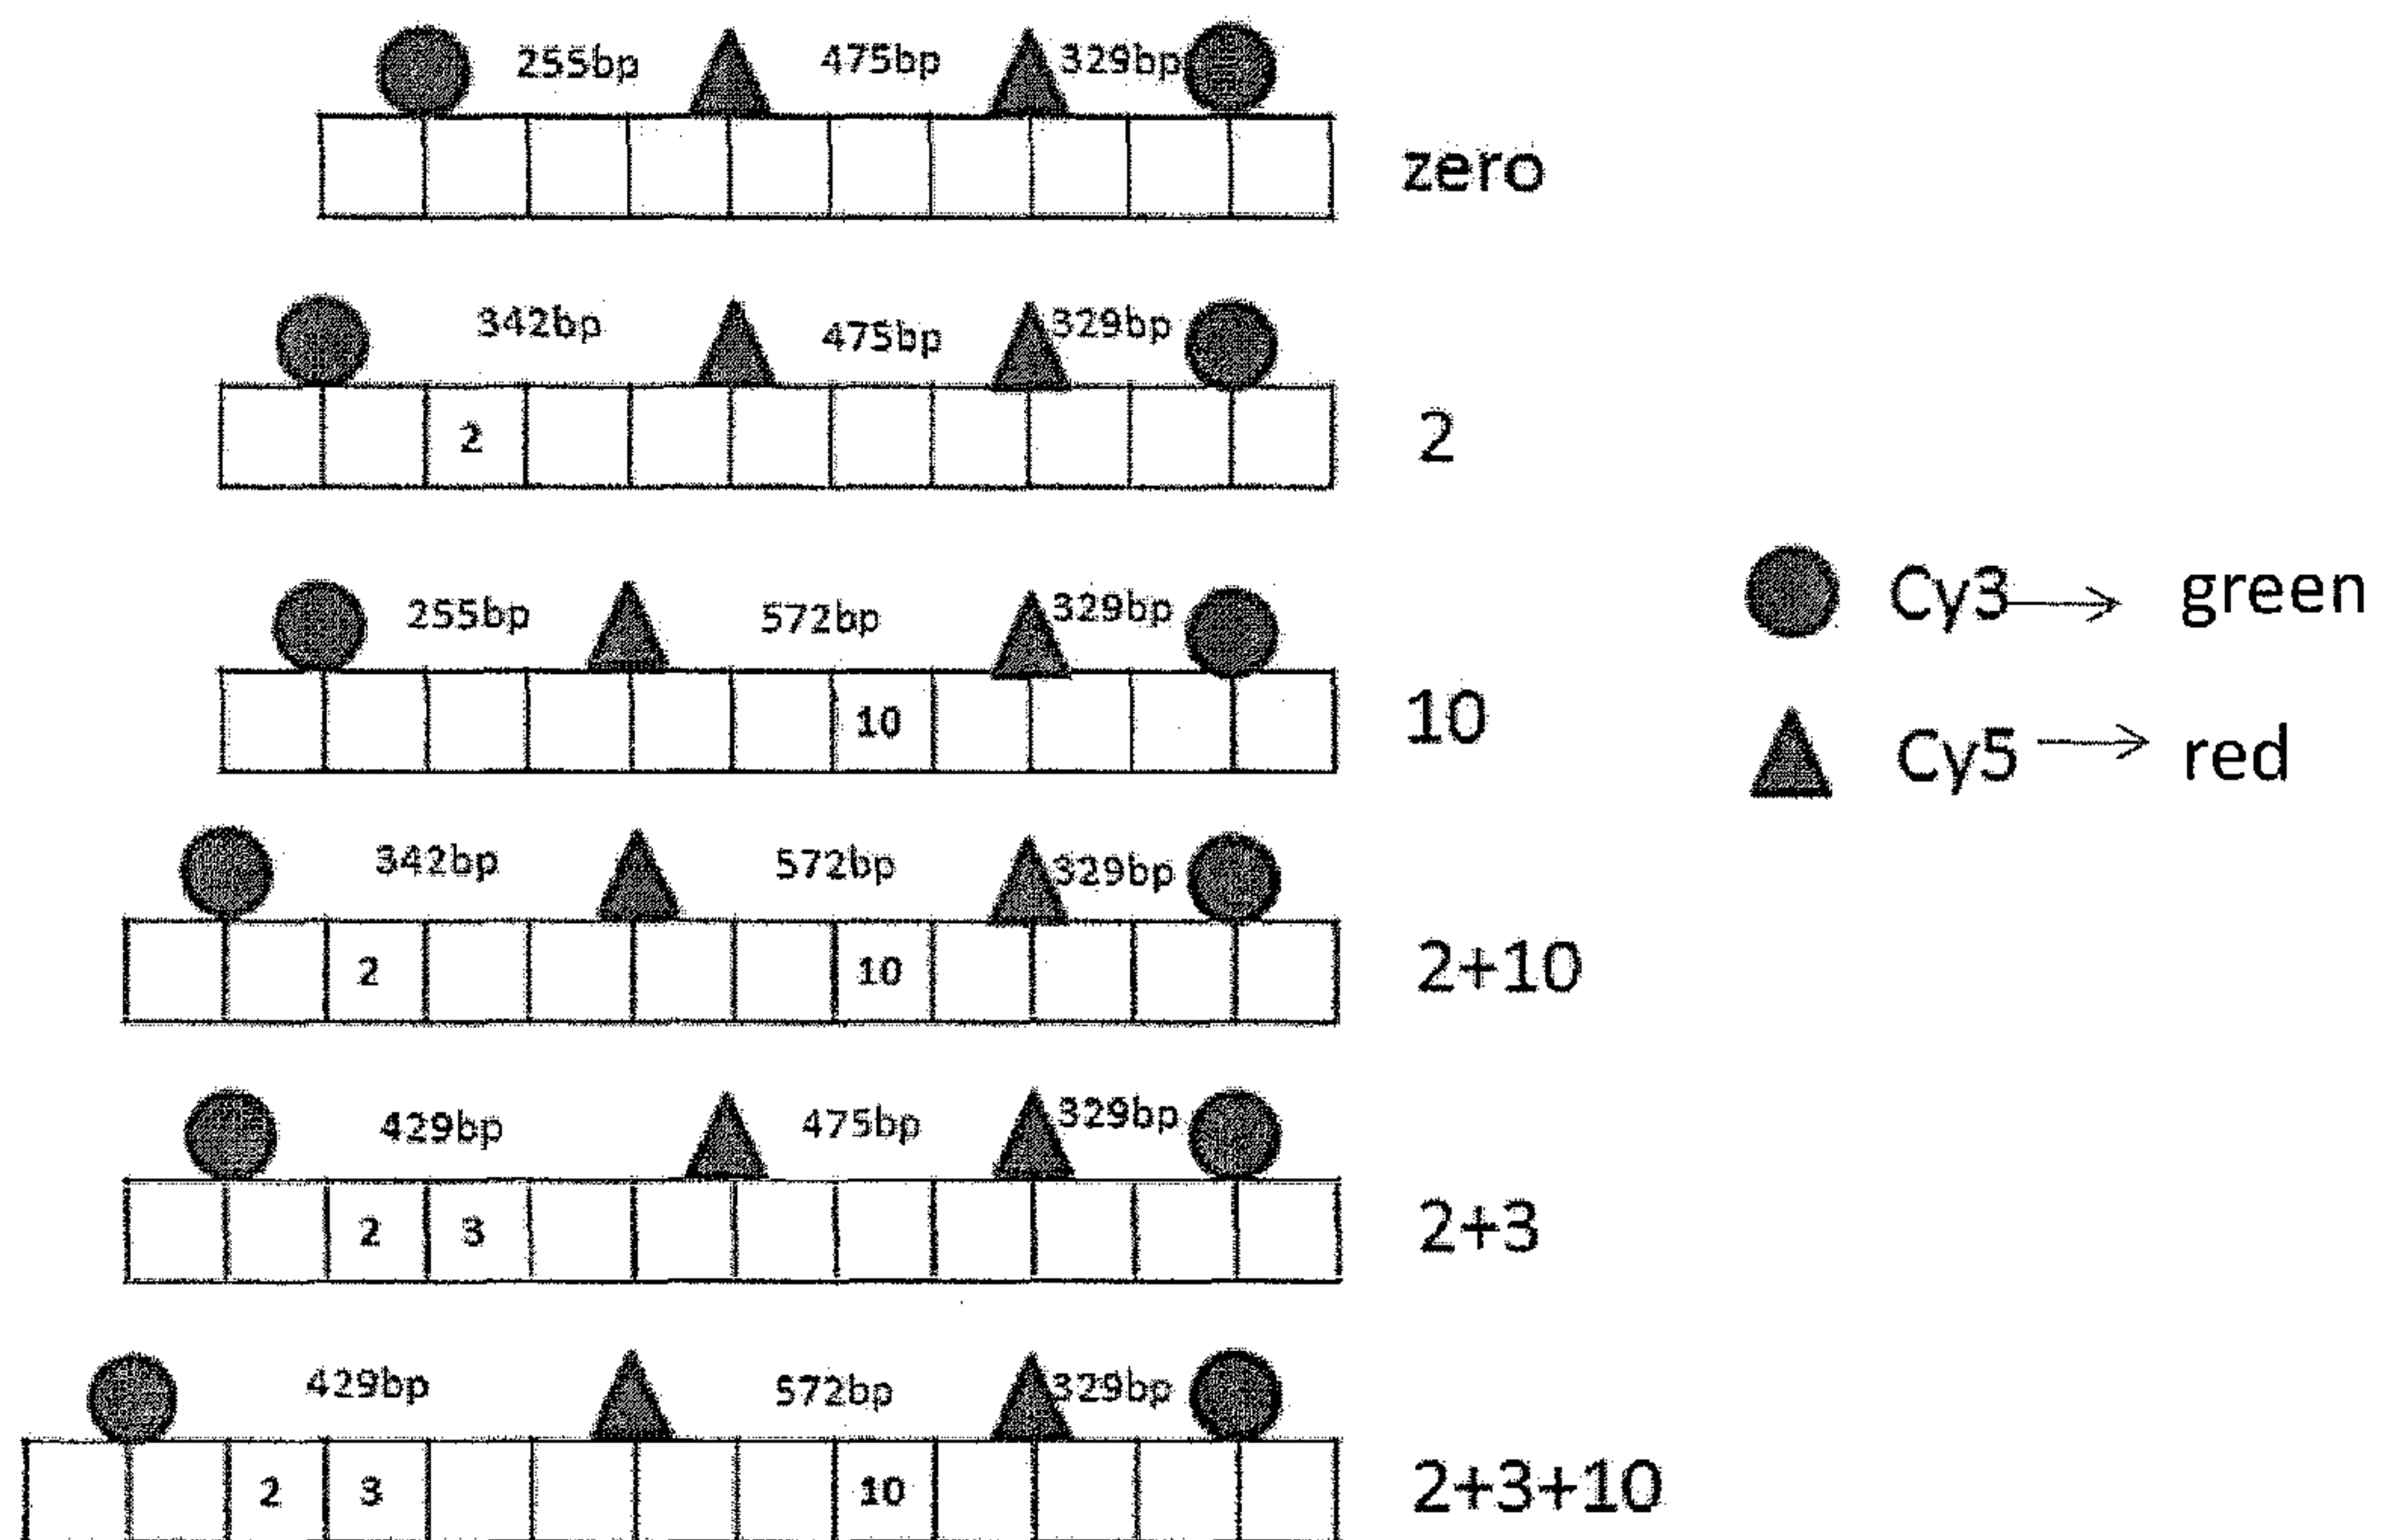 255bp 475bp 329bp
zero
342bp 475bp 329bp
2
2
255bp 572bp 329bp
10
10
Cy3 green
Cy5 red
342bp 572bp 329bp
2 10
2+10
429bp 475bp 329bp
2 3
2+3
429bp 572bp 329bp
2 3 10
2+3+10